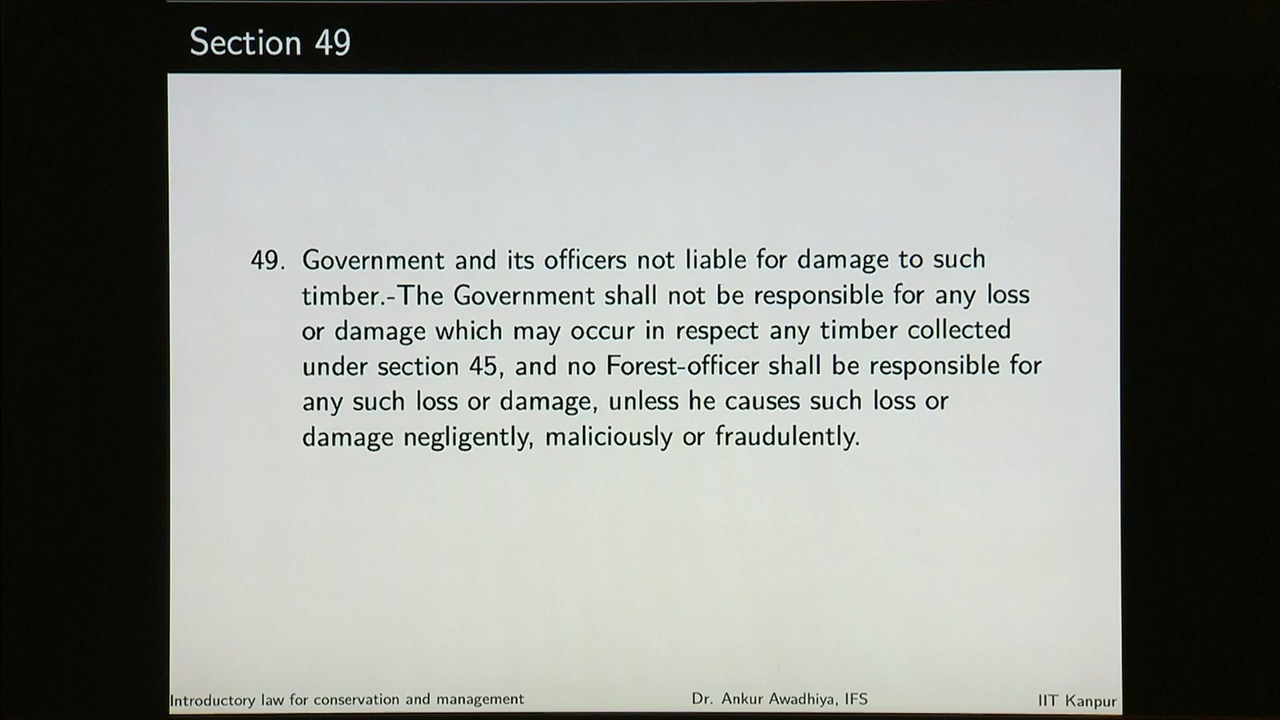 Section 49
49. Government and its officers not liable for damage to such
timber.-The Government shall not be responsible for any loss
or damage which may occur in respect any timber collected
under section 45, and no Forest-officer shall be responsible for
any such loss or damage, unless he causes such loss or
damage negligently, maliciously or fraudulently.
Introductory law for conservation and management Dr. Ankur Awadhiya, IFS IIT Kanpur